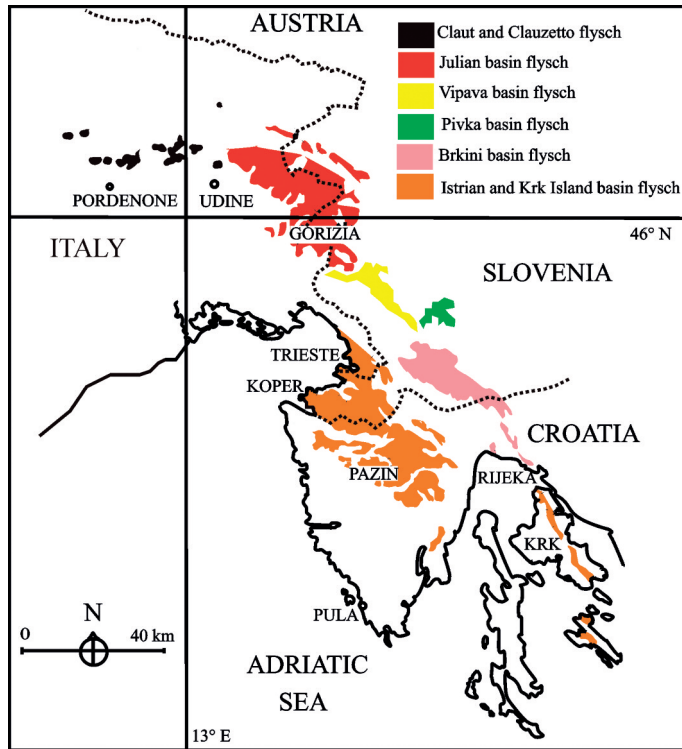 AUSTRIA
Claut and Clauzetto flysch
Julian basin flysch
Vipava basin flysch
Pivka basin flysch
Brkini basin flysch
Istrian and Krk Island basin flysch
PORDENONE
UDINE
GORIZIA
46° N
ITALY
SLOVENIA
TRIESTE
KOPER
CROATIA
PAZIN
RIJEKA
KRK
PULA
N
0
40 km
ADRIATIC
SEA
13° E